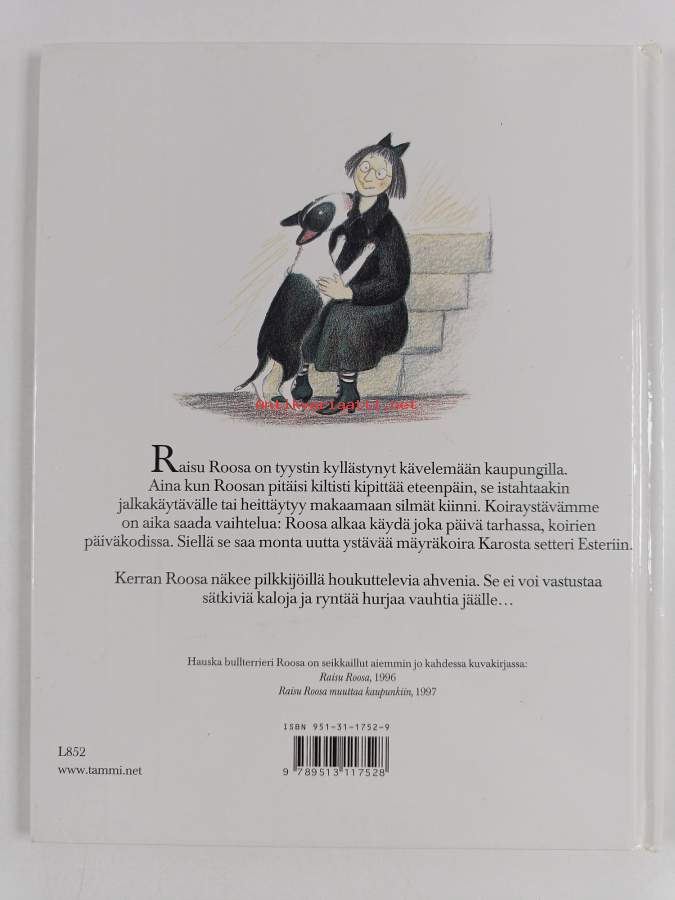 Antikvariaatti.net
Raisu Roosa on tyystin kyllästynyt kävelemään kaupungilla.
Aina kun Roosan pitäisi kiltisti kipittää eteenpäin, se istahtaakin
jalkakäytävälle tai heittäytyy makaamaan silmät kiinni. Koiraystävämme
on aika saada vaihtelua: Roosa alkaa käydä joka päivä tarhassa, koirien
päiväkodissa. Siellä se saa monta uutta ystävää mäyräkoira Karosta setteri Esteriin.
Kerran Roosa näkee pilkkijöillä houkuttelevia ahvenia. Se ei voi vastustaa
sätkiviä kaloja ja ryntää hurjaa vauhtia jäälle…
Hauska bullterrieri Roosa on seikkaillut aiemmin jo kahdessa kuvakirjassa:
Raisu Roosa, 1996
Raisu Roosa muuttaa kaupunkiin, 1997
ISBN 951-31-1752-9
9 789513 117528
L852
www.tammi.net